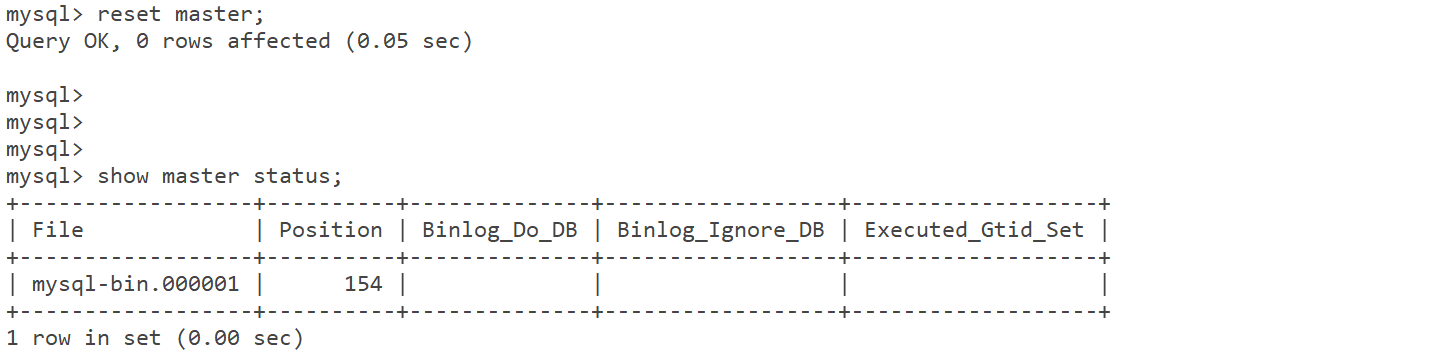 mysql> reset master;
Query OK, 0 rows affected (0.05 sec)

mysql>
mysql>
mysql>
mysql> show master status;
+------------------+----------+--------------+------------------+-------------------+
| File             | Position | Binlog_Do_DB | Binlog_Ignore_DB | Executed_Gtid_Set |
+------------------+----------+--------------+------------------+-------------------+
| mysql-bin.000001 |      154 |              |                  |                   |
+------------------+----------+--------------+------------------+-------------------+
1 row in set (0.00 sec)